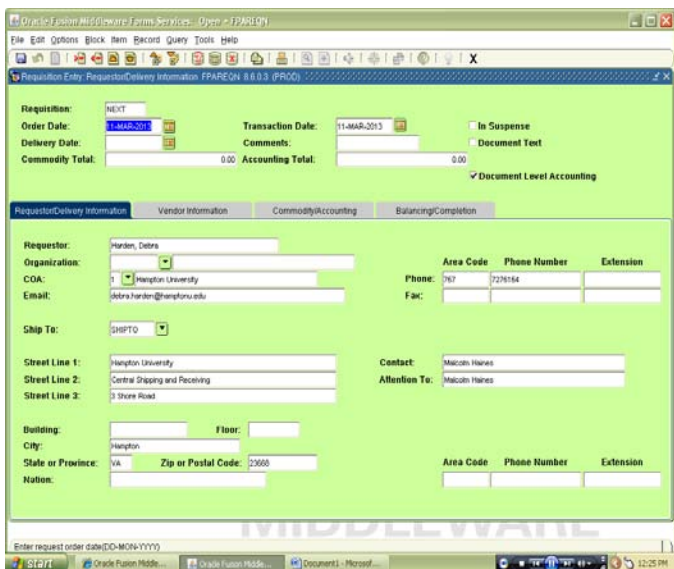 Oracle Fusion Middleware Forms Services: Open > FPAREQN
File Edit Options Block Item Record Query Tools Help
Requisition Entry: Requestor/Delivery Information FPAREQN 8.6.0.3 (PROD)
Requisition: NEXT
Order Date: 11-MAR-2013 Transaction Date: 11-MAR-2013 In Suspense
Delivery Date: Comments: Document Text
Commodity Total: 0.00 Accounting Total: 0.00
Document Level Accounting
Requestor/Delivery Information Vendor Information Commodity/Accounting Balancing/Completion
Requestor: Harden, Debra
Organization: Area Code Phone Number Extension
COA: 1 Hampton University Phone: 767 7276164
Email: debra.harden@hamptonu.edu Fax:
Ship To: SHIPTO
Street Line 1: Hampton University Contact: Malcolm Haines
Street Line 2: Central Shipping and Receiving Attention To: Malcolm Haines
Street Line 3: 3 Shore Road
Building: Floor:
City: Hampton
State or Province: VA Zip or Postal Code: 23668 Area Code Phone Number Extension
Nation:
MIDDLEWARE
Enter request order date(DD-MON-YYYY)
start Oracle Fusion Middle... Oracle Fusion Middle... Document1 - Microsof... 12:25 PM